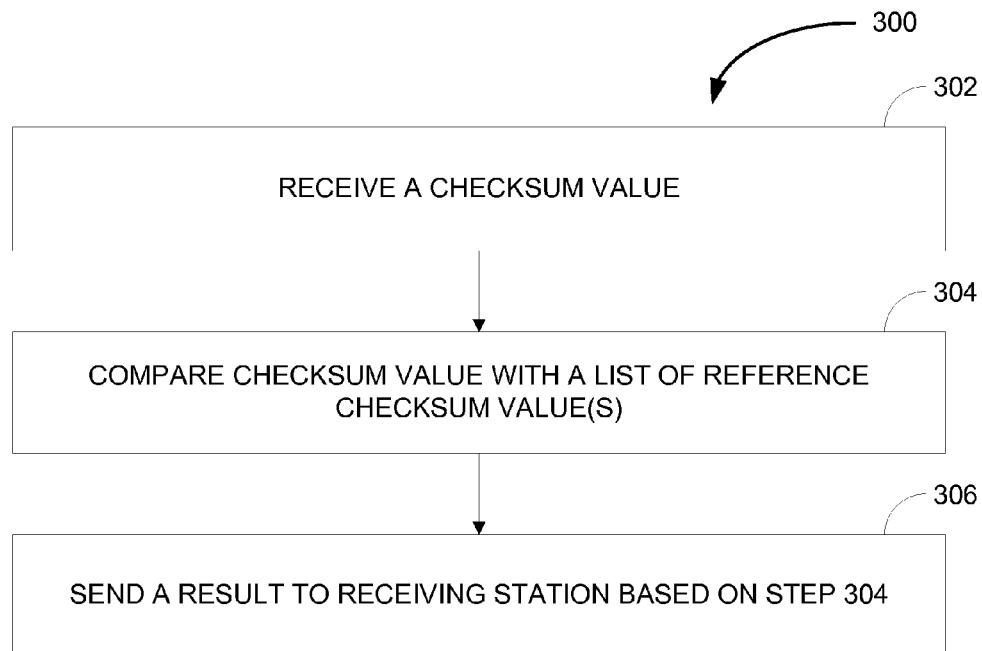 300
302
RECEIVE A CHECKSUM VALUE
304
COMPARE CHECKSUM VALUE WITH A LIST OF REFERENCE
CHECKSUM VALUE(S)
306
SEND A RESULT TO RECEIVING STATION BASED ON STEP 304